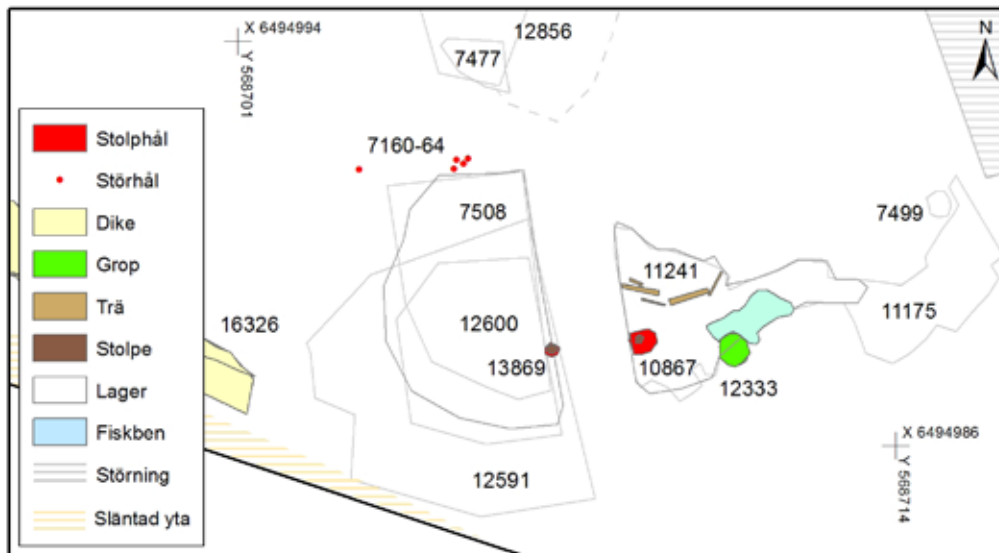 X 6494994
Y 568701
12856
7477
N
7160-64
7508
7499
11241
11175
16326
12600
13869
10867
12333
X 6494986
Y 568714
12591
Stolphål
Störhål
Dike
Grop
Trä
Stolpe
Lager
Fiskben
Störning
Släntad yta